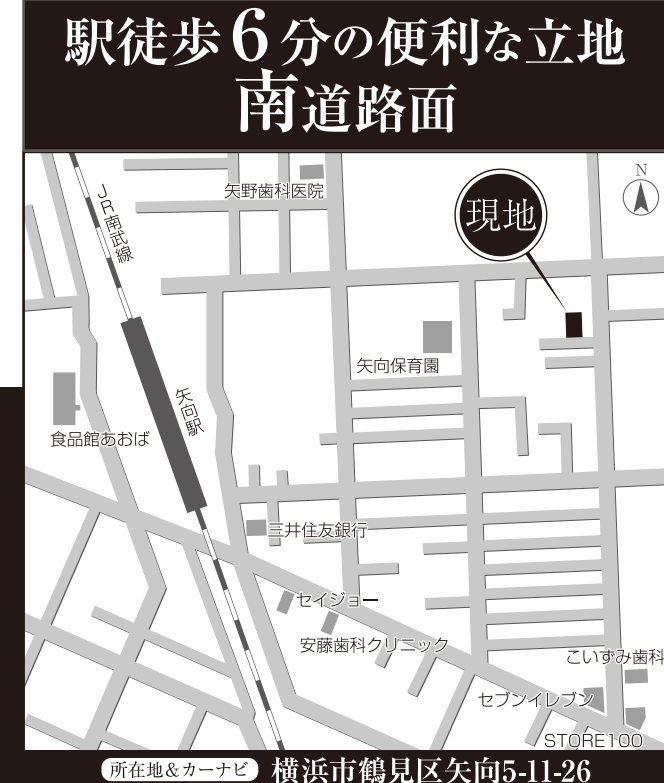 駅徒歩6分の便利な立地
南道路面
N
矢野歯科医院
JR南武線
現地
矢向保育園
矢向駅
食品館あおば
三井住友銀行
セイジョー
安藤歯科クリニック
こいずみ歯科
セブンイレブン
STORE100
所在地&カーナビ 横浜市鶴見区矢向5-11-26